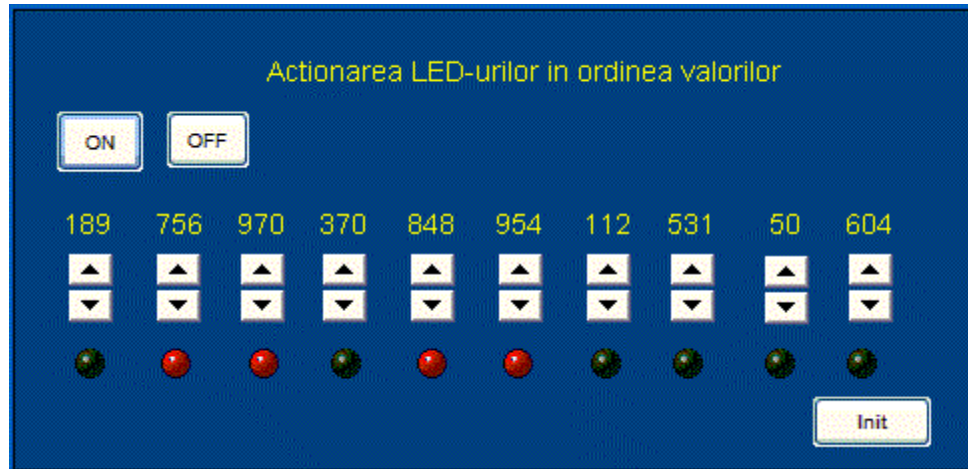 Actionarea LED-urilor in ordinea valorilor
ON OFF
189 756 970 370 848 954 112 531 50 604
Init